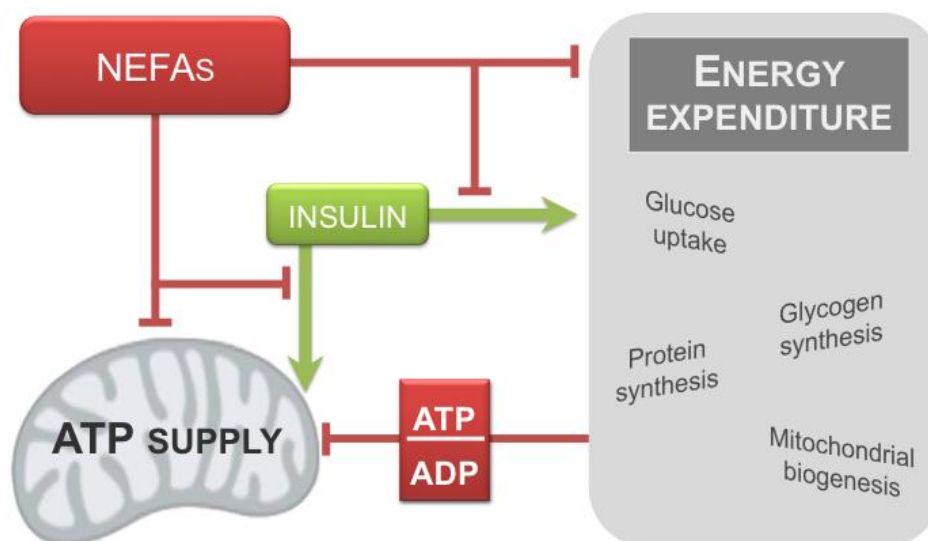 NEFAs
ENERGY
EXPENDITURE
Glucose
uptake
INSULIN
Glycogen
synthesis
Protein
synthesis
ATP SUPPLY
ATP
ADP
Mitochondrial
biogenesis